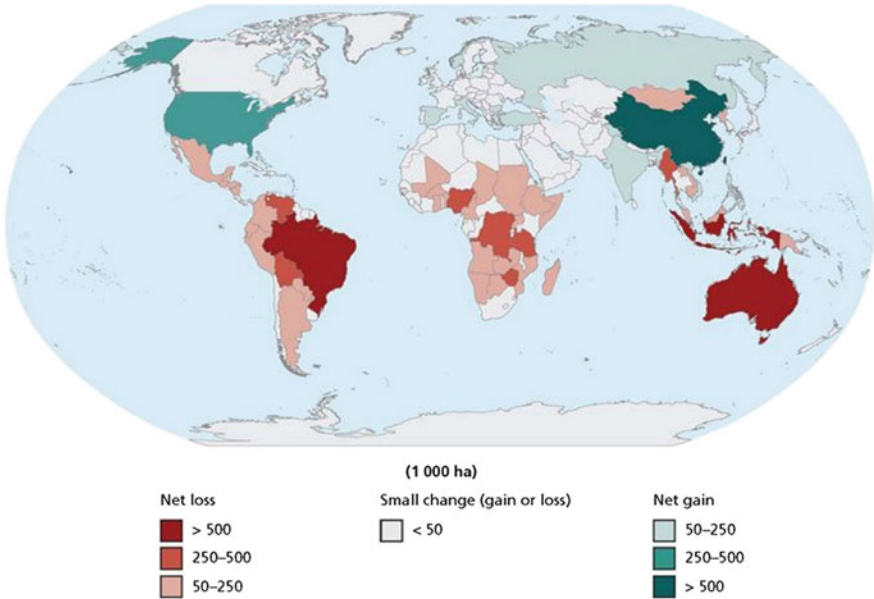 (1 000 ha)
Net loss
> 500
250–500
50–250
Small change (gain or loss)
< 50
Net gain
50–250
250–500
> 500